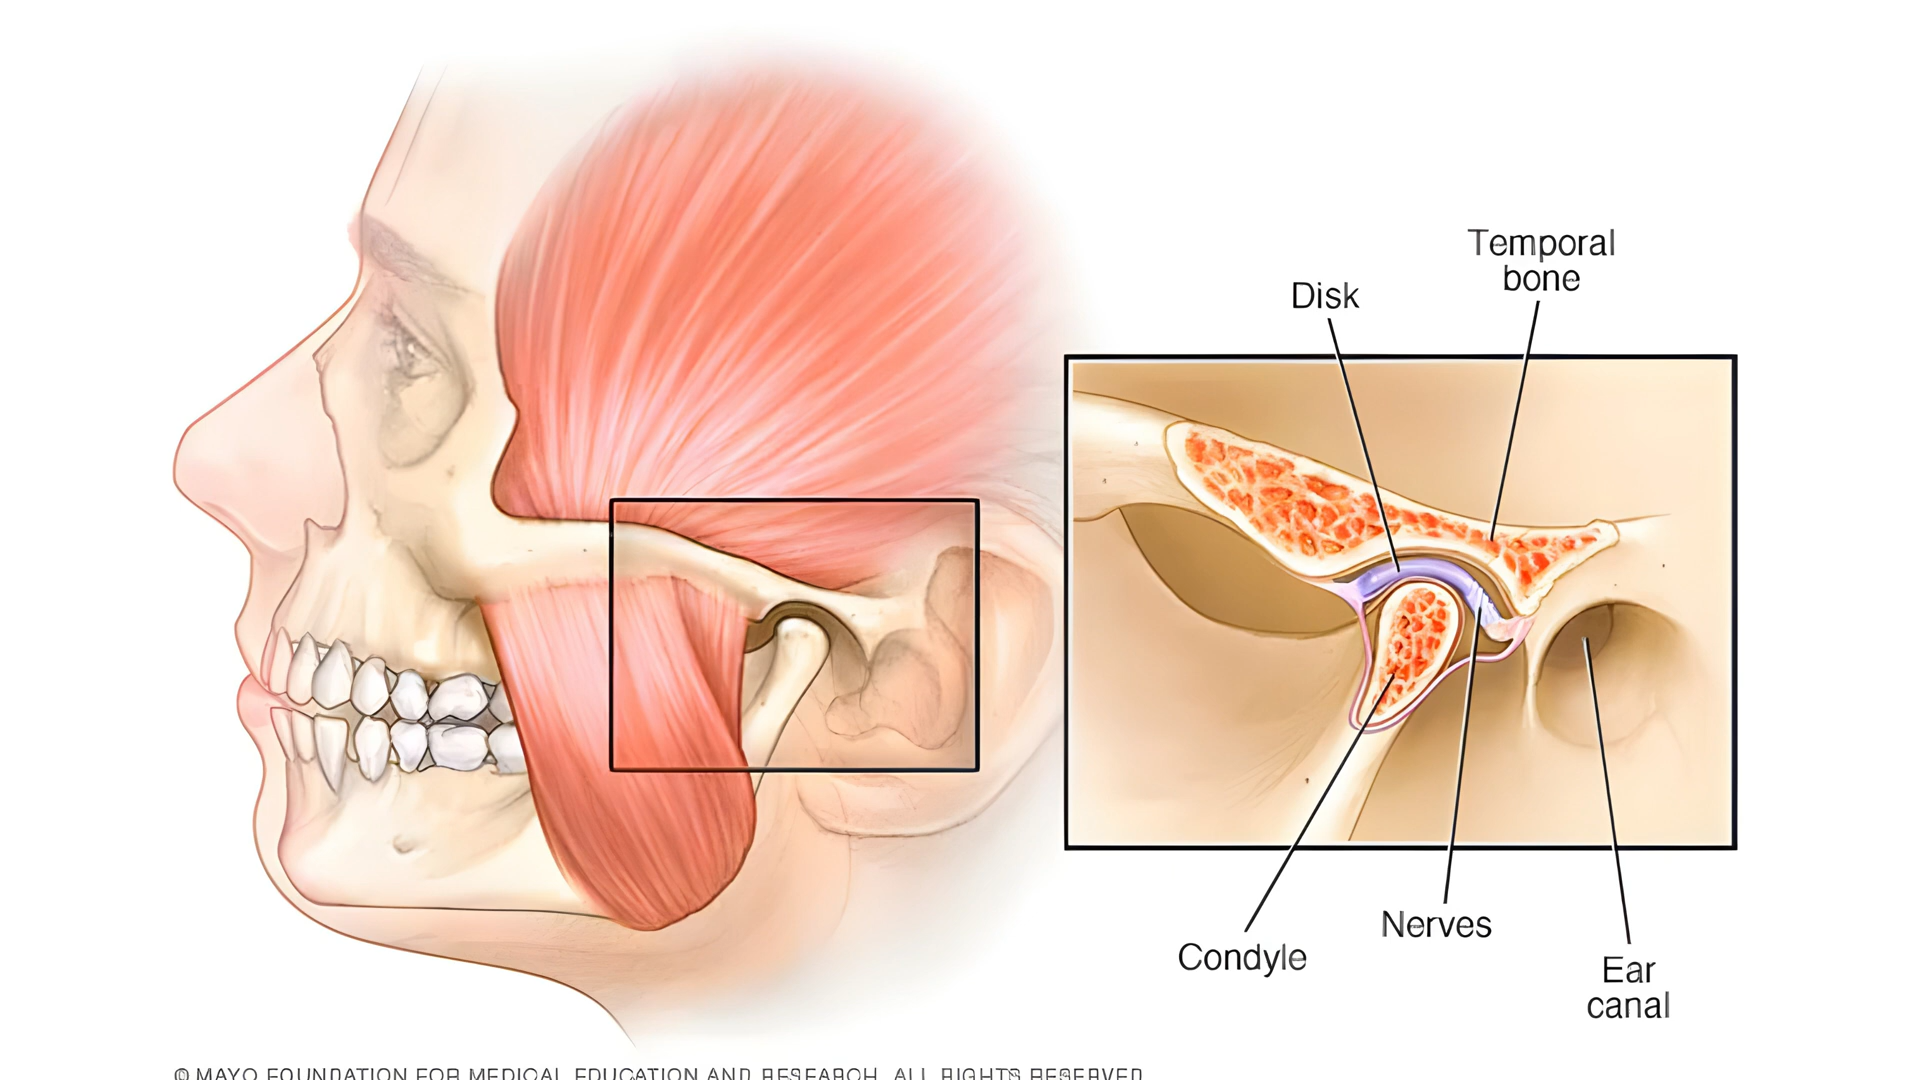 Temporal
bone
Disk
Nerves
Condyle
Ear
canal
© MAYO FOUNDATION FOR MEDICAL EDUCATION AND RESEARCH. ALL RIGHTS RESERVED.